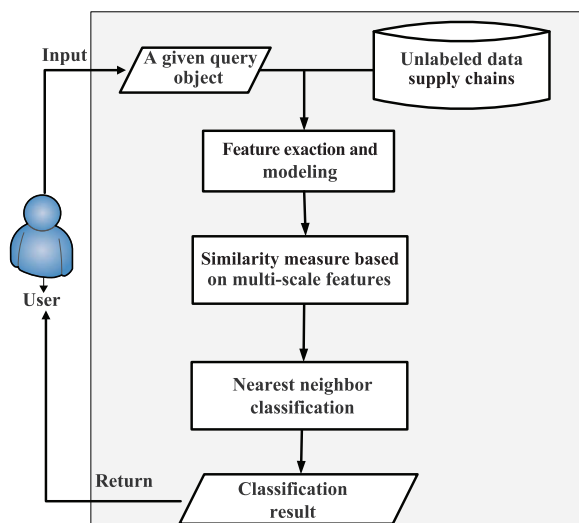 Input
A given query
object
Unlabeled data
supply chains
Feature exaction and
modeling
Similarity measure based
on multi-scale features
User
Nearest neighbor
classification
Return
Classification
result